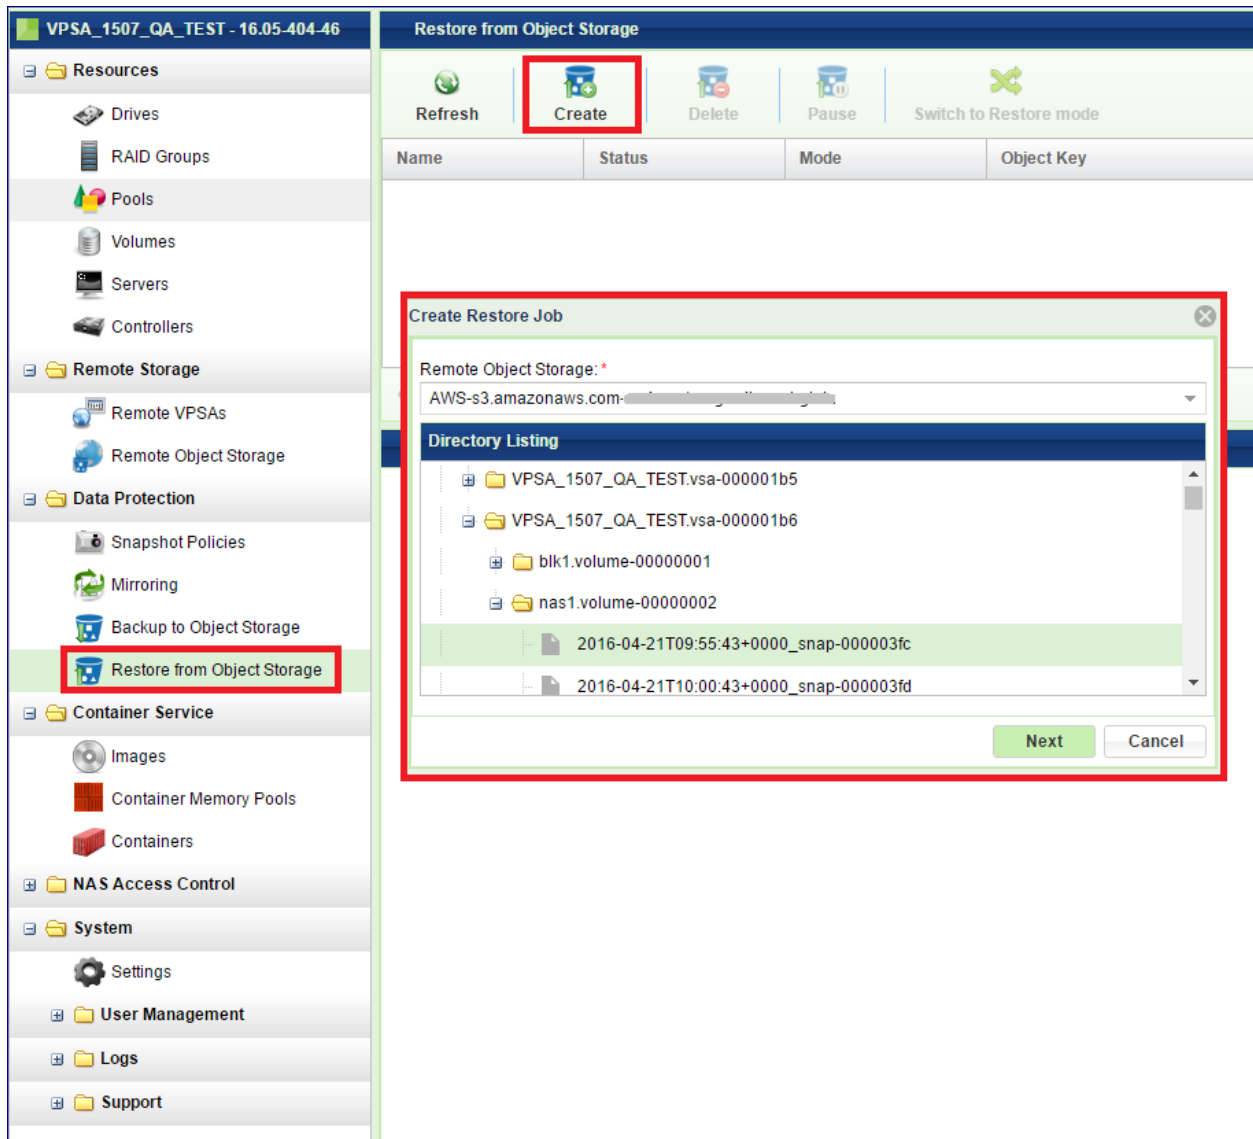 VPSA_1507_QA_TEST - 16.05-404-46
Resources
Drives
RAID Groups
Pools
Volumes
Servers
Controllers
Remote Storage
Remote VPSAs
Remote Object Storage
Data Protection
Snapshot Policies
Mirroring
Backup to Object Storage
Restore from Object Storage
Container Service
Images
Container Memory Pools
Containers
NAS Access Control
System
Settings
User Management
Logs
Support
Restore from Object Storage
Refresh Create Delete Pause Switch to Restore mode
Name Status Mode Object Key
Create Restore Job
Remote Object Storage: *
AWS-s3.amazonaws.com-
Directory Listing
VPSA_1507_QA_TEST.vsa-000001b5
VPSA_1507_QA_TEST.vsa-000001b6
blk1.volume-00000001
nas1.volume-00000002
2016-04-21T09:55:43+0000_snap-000003fc
2016-04-21T10:00:43+0000_snap-000003fd
Next Cancel